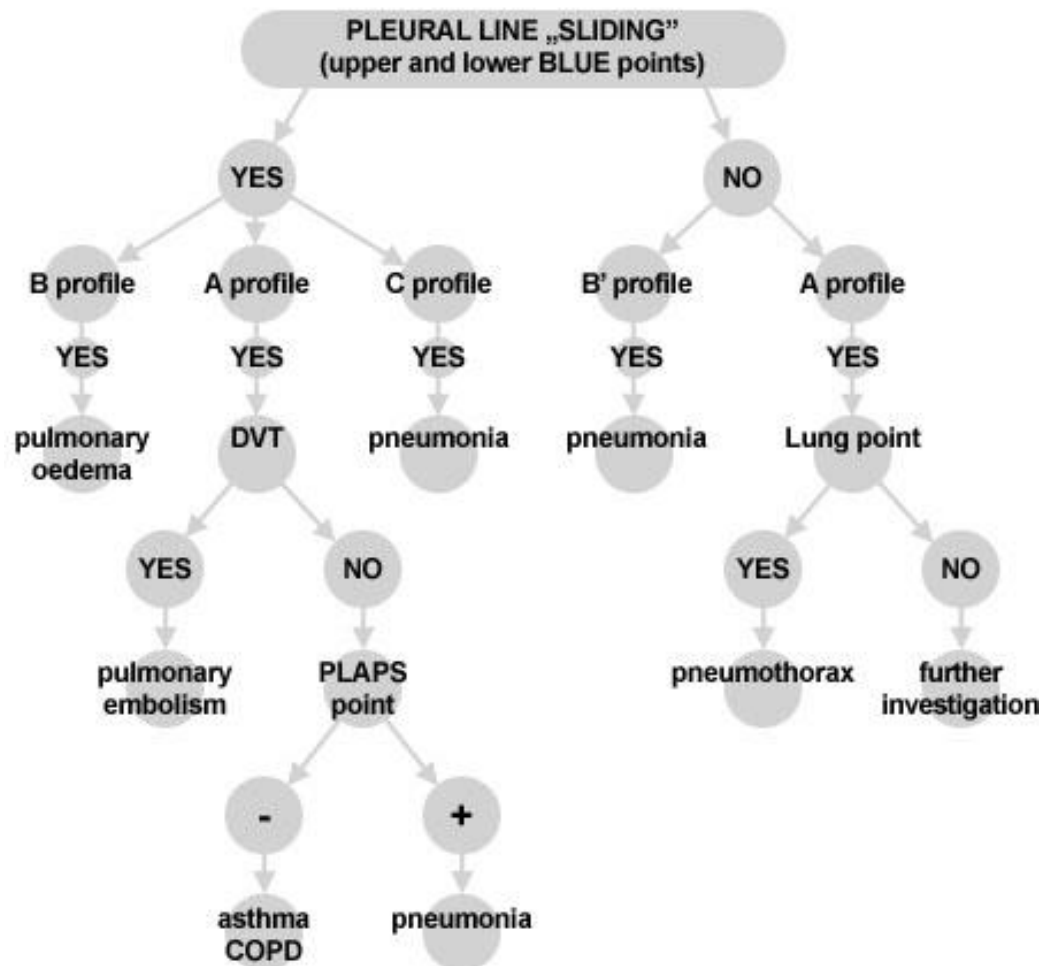 PLEURAL LINE „SLIDING”
(upper and lower BLUE points)
YES
NO
B profile
A profile
C profile
B’ profile
A profile
YES
YES
YES
YES
YES
pulmonary
oedema
DVT
pneumonia
pneumonia
Lung point
YES
NO
YES
NO
pulmonary
embolism
PLAPS
point
pneumothorax
further
investigation
-
+
asthma
COPD
pneumonia